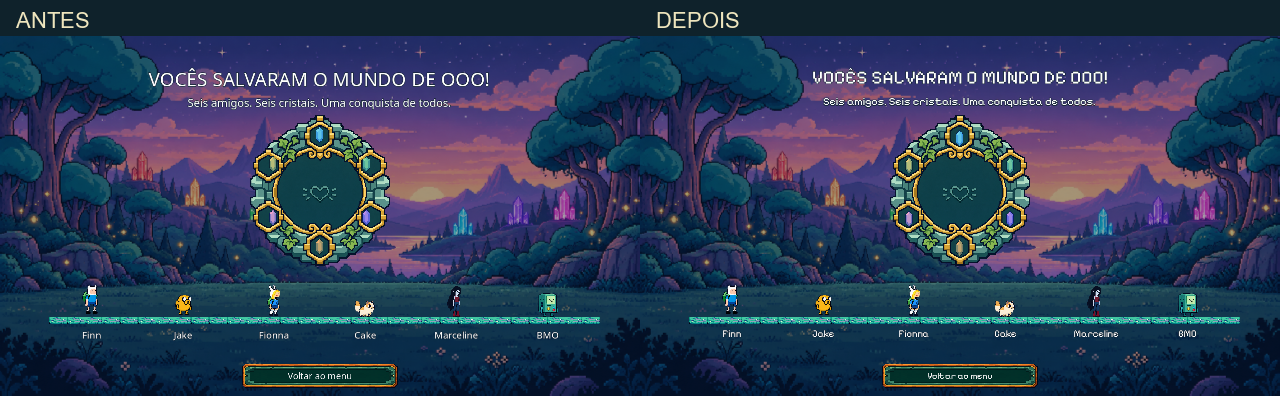 ANTES
VOCÊS SALVARAM O MUNDO DE OOO!
Seis amigos. Seis cristais. Uma conquista de todos.
Finn Jake Fionna Cake Marceline BMO
Voltar ao menu
DEPOIS
VOCÊS SALVARAM O MUNDO DE OOO!
Seis amigos. Seis cristais. Uma conquista de todos.
Finn Jake Fionna Cake Marceline BMO
Voltar ao menu